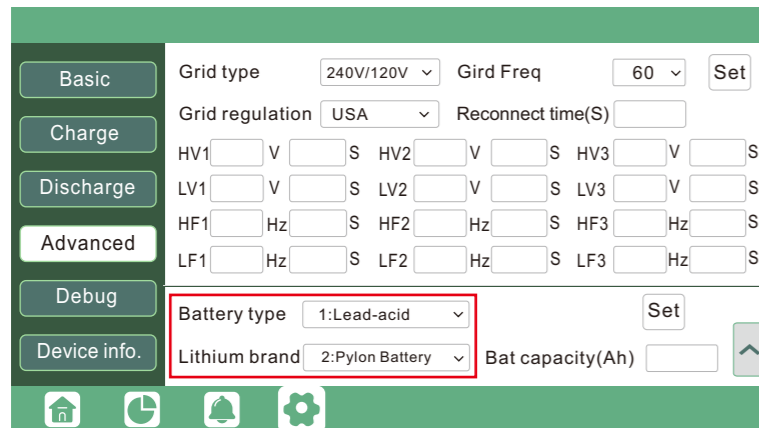 Basic
Charge
Discharge
Advanced
Debug
Device info.
Grid type 240V/120V Gird Freq 60 Set
Grid regulation USA Reconnect time(S)
HV1 V S HV2 V S HV3 V S
LV1 V S LV2 V S LV3 V S
HF1 Hz S HF2 Hz S HF3 Hz S
LF1 Hz S LF2 Hz S LF3 Hz S
Battery type 1:Lead-acid Set
Lithium brand 2:Pylon Battery Bat capacity(Ah)